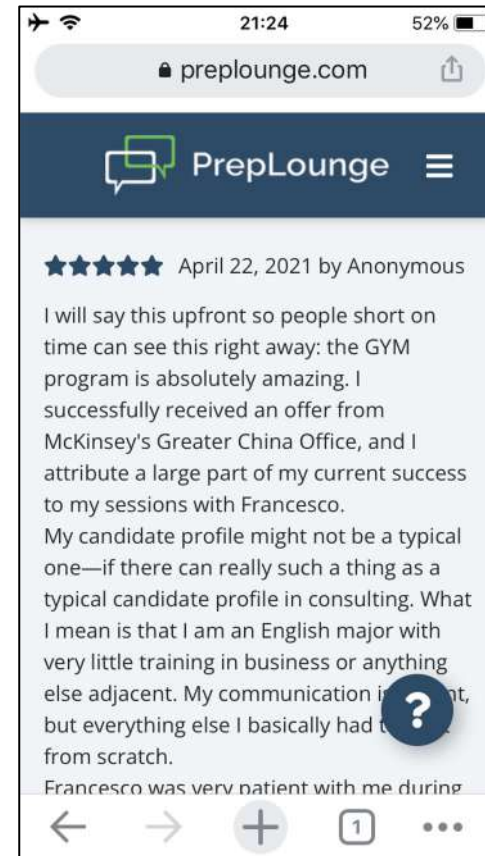 21:24
52%
preplounge.com
PrepLounge
April 22, 2021 by Anonymous
I will say this upfront so people short on
time can see this right away: the GYM
program is absolutely amazing. I
successfully received an offer from
McKinsey's Greater China Office, and I
attribute a large part of my current success
to my sessions with Francesco.
My candidate profile might not be a typical
one—if there can really such a thing as a
typical candidate profile in consulting. What
I mean is that I am an English major with
very little training in business or anything
else adjacent. My communication
but everything else I basically had
from scratch.
?
Francesco was very patient with me during
1